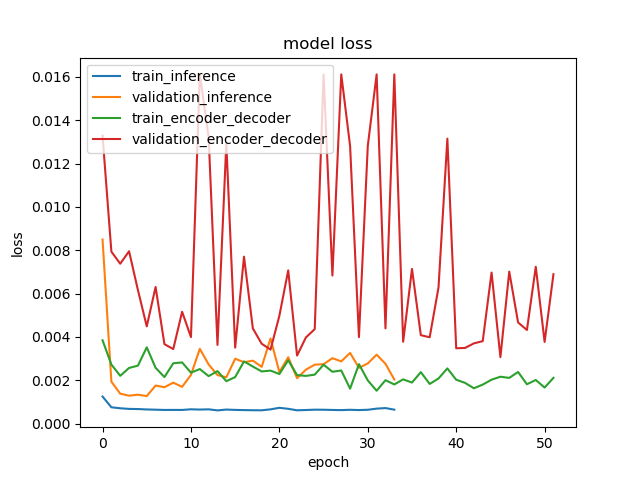 model loss
train_inference
validation_inference
train_encoder_decoder
validation_encoder_decoder
loss
0.016
0.014
0.012
0.010
0.008
0.006
0.004
0.002
0.000
0 10 20 30 40 50
epoch